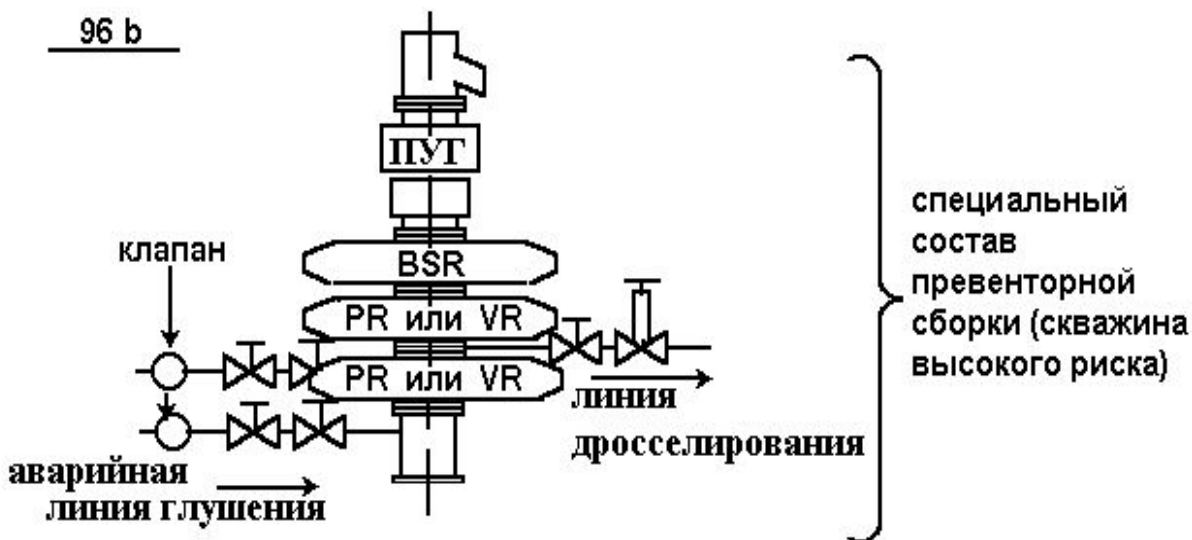 96 b
ПУГ
клапан
BSR
PR или VR
PR или VR
линия
дросселирования
аварийная
линия глушения
специальный
состав
превенторной
сборки (скважина
высокого риска)